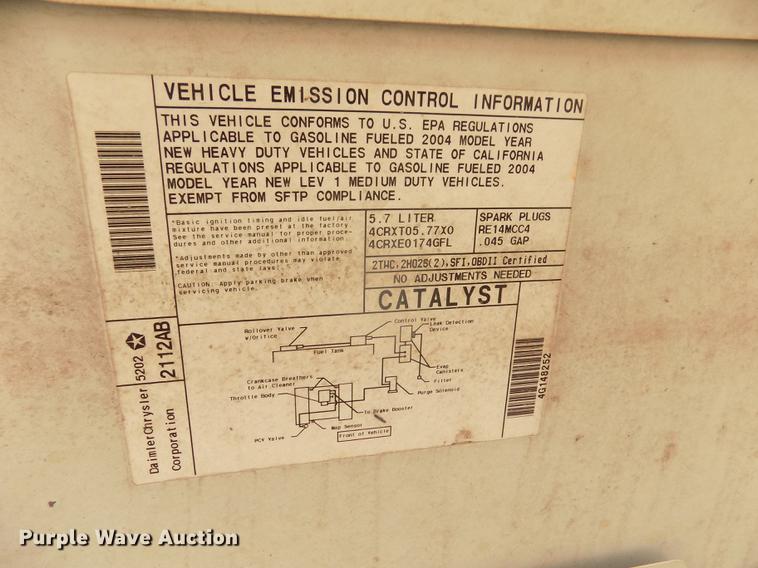 VEHICLE EMISSION CONTROL INFORMATION
THIS VEHICLE CONFORMS TO U.S. EPA REGULATIONS
APPLICABLE TO GASOLINE FUELED 2004 MODEL YEAR
NEW HEAVY DUTY VEHICLES AND STATE OF CALIFORNIA
REGULATIONS APPLICABLE TO GASOLINE FUELED 2004
MODEL YEAR NEW LEV 1 MEDIUM DUTY VEHICLES.
EXEMPT FROM SFTP COMPLIANCE.
*Basic ignition timing and idle fuel/air
mixture have been preset at the factory.
See the service manual for proper proce-
dures and other additional information.
*Adjustments made by other than approved
service manual procedures may violate
federal and state laws.
CAUTION: Apply parking brake when
servicing vehicle.
5.7 LITER
4CRXT05.77X0
4CRXE0174GFL
SPARK PLUGS
RE14MCC4
.045 GAP
2TWC,2HO2S(2),SFI,OBDII Certified
NO ADJUSTMENTS NEEDED
CATALYST
Rollover Valve
w/Orifice
Fuel Tank
Control Valve
Leak Detection
Device
Evap
Canisters
Filter
Purge Solenoid
Crankcase Breathers
to Air Cleaner
Throttle Body
To Brake Booster
Map Sensor
PCV Valve
Front of Vehicle
DaimlerChrysler
Corporation
5202
2112AB
4G148252
Purple Wave Auction